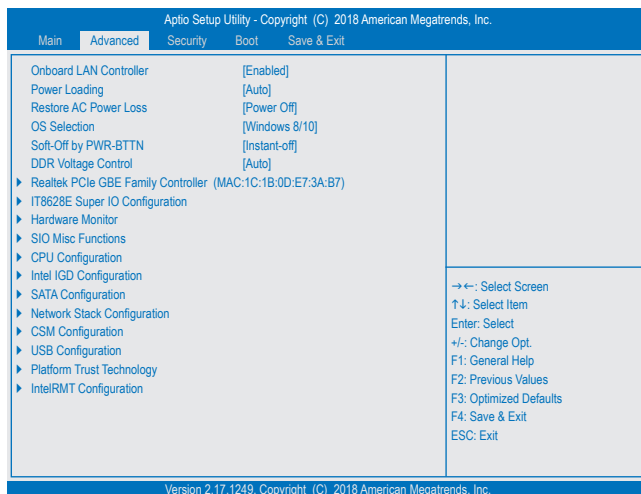 Aptio Setup Utility - Copyright (C) 2018 American Megatrends, Inc.
Main Advanced Security Boot Save & Exit
Onboard LAN Controller [Enabled]
Power Loading [Auto]
Restore AC Power Loss [Power Off]
OS Selection [Windows 8/10]
Soft-Off by PWR-BTTN [Instant-off]
DDR Voltage Control [Auto]
Realtek PCIe GBE Family Controller (MAC:1C:1B:0D:E7:3A:B7)
IT8628E Super IO Configuration
Hardware Monitor
SIO Misc Functions
CPU Configuration
Intel IGD Configuration
SATA Configuration
Network Stack Configuration
CSM Configuration
USB Configuration
Platform Trust Technology
IntelRMT Configuration
→←: Select Screen
↑↓: Select Item
Enter: Select
+/-: Change Opt.
F1: General Help
F2: Previous Values
F3: Optimized Defaults
F4: Save & Exit
ESC: Exit
Version 2.17.1249. Copyright (C) 2018 American Megatrends, Inc.